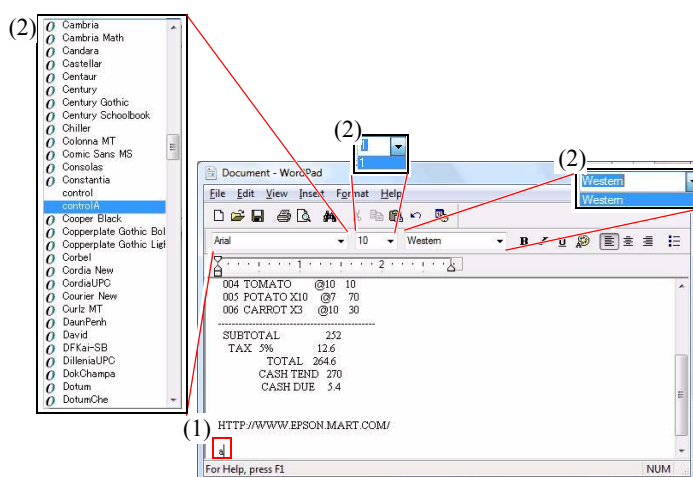 (2)
Cambria
Cambria Math
Candara
Castellar
Centaur
Century
Century Gothic
Century Schoolbook
Chiller
Colonna MT
Comic Sans MS
Consolas
Constantia
control
controlA
Cooper Black
Copperplate Gothic Bol
Copperplate Gothic Ligl
Corbel
Cordia New
CordiaUPC
Courier New
Curlz MT
DaunPenh
David
DFKai-SB
DilleniaUPC
DokChampa
Dotum
DotumChe
(2)
1
1
(2)
Western
Western
Document - WordPad
File Edit View Insert Format Help
Arial 10 Western B I U
1 2
004 TOMATO @10 10
005 POTATO X10 @7 70
006 CARROT X3 @10 30
----------------------------------------------
SUBTOTAL 252
TAX 5% 12.6
TOTAL 264.6
CASH TEND 270
CASH DUE 5.4
HTTP://WWW.EPSON.MART.COM/
(1)
a
For Help, press F1 NUM